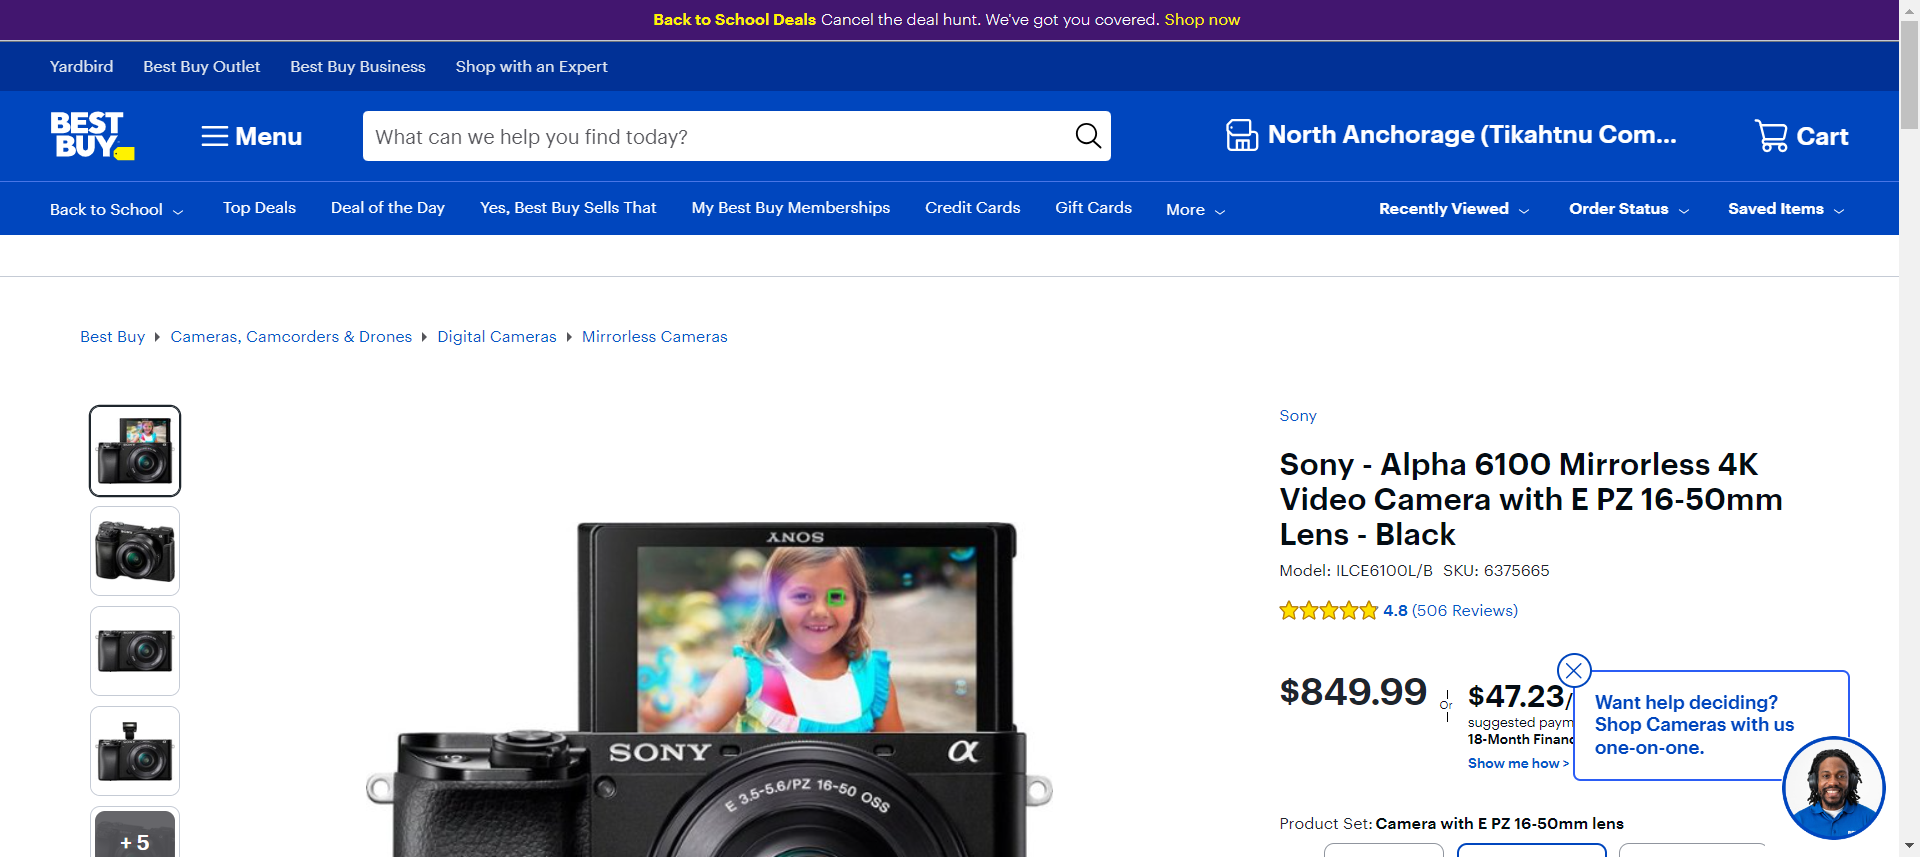 Back to School Deals Cancel the deal hunt. We've got you covered. Shop now
Yardbird Best Buy Outlet Best Buy Business Shop with an Expert
BEST
BUY
Menu
What can we help you find today?
North Anchorage (Tikahtnu Com...
Cart
Back to School Top Deals Deal of the Day Yes, Best Buy Sells That My Best Buy Memberships Credit Cards Gift Cards More Recently Viewed Order Status Saved Items
Best Buy Cameras, Camcorders & Drones Digital Cameras Mirrorless Cameras
SONY
SONY
α
E 3.5-5.6/PZ 16-50 OSS
+ 5
Sony
Sony - Alpha 6100 Mirrorless 4K
Video Camera with E PZ 16-50mm
Lens - Black
Model: ILCE6100L/B SKU: 6375665
4.8 (506 Reviews)
$849.99
Or
$47.23/
suggested paym
18-Month Financ
Show me how >
Want help deciding?
Shop Cameras with us
one-on-one.
Product Set: Camera with E PZ 16-50mm lens